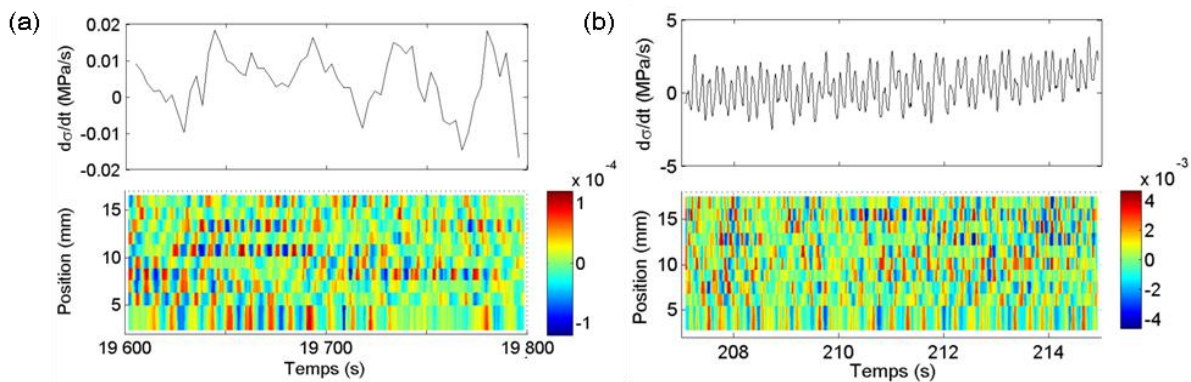 (a)
dσ/dt (MPa/s)
0.02
0.01
0
-0.01
-0.02
x 10⁻⁴
Position (mm)
15
10
5
1
0
-1
19 600
19 700
19 800
Temps (s)
(b)
dσ/dt (MPa/s)
5
0
-5
x 10⁻³
Position (mm)
15
10
5
4
2
0
-2
-4
208
210
212
214
Temps (s)